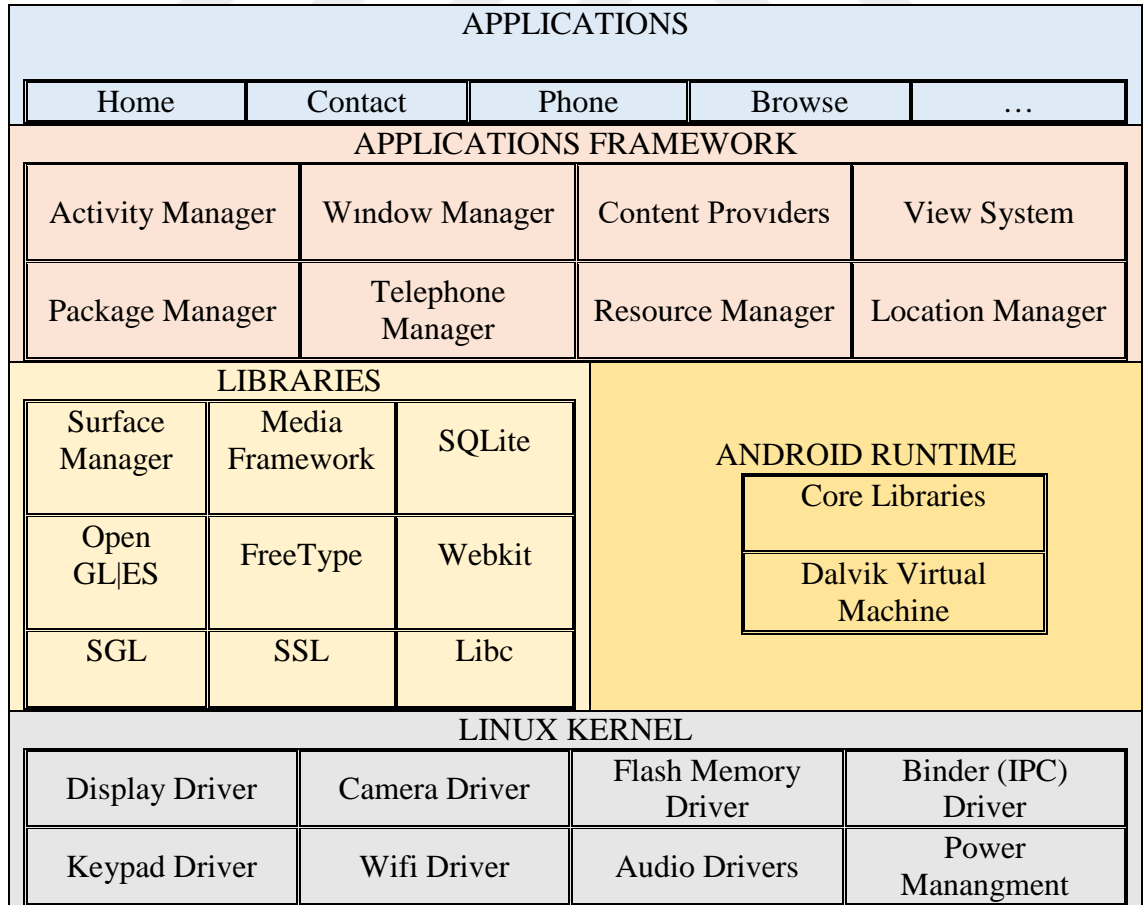 APPLICATIONS
Home Contact Phone Browse …
APPLICATIONS FRAMEWORK
Activity Manager Wındow Manager Content Provıders View System
Package Manager Telephone Manager Resource Manager Location Manager
LIBRARIES
Surface Manager Media Framework SQLite
Open GL|ES FreeType Webkit
SGL SSL Libc
ANDROID RUNTIME
Core Libraries
Dalvik Virtual
Machine
LINUX KERNEL
Display Driver Camera Driver Flash Memory Driver Binder (IPC) Driver
Keypad Driver Wifi Driver Audio Drivers Power Manangment